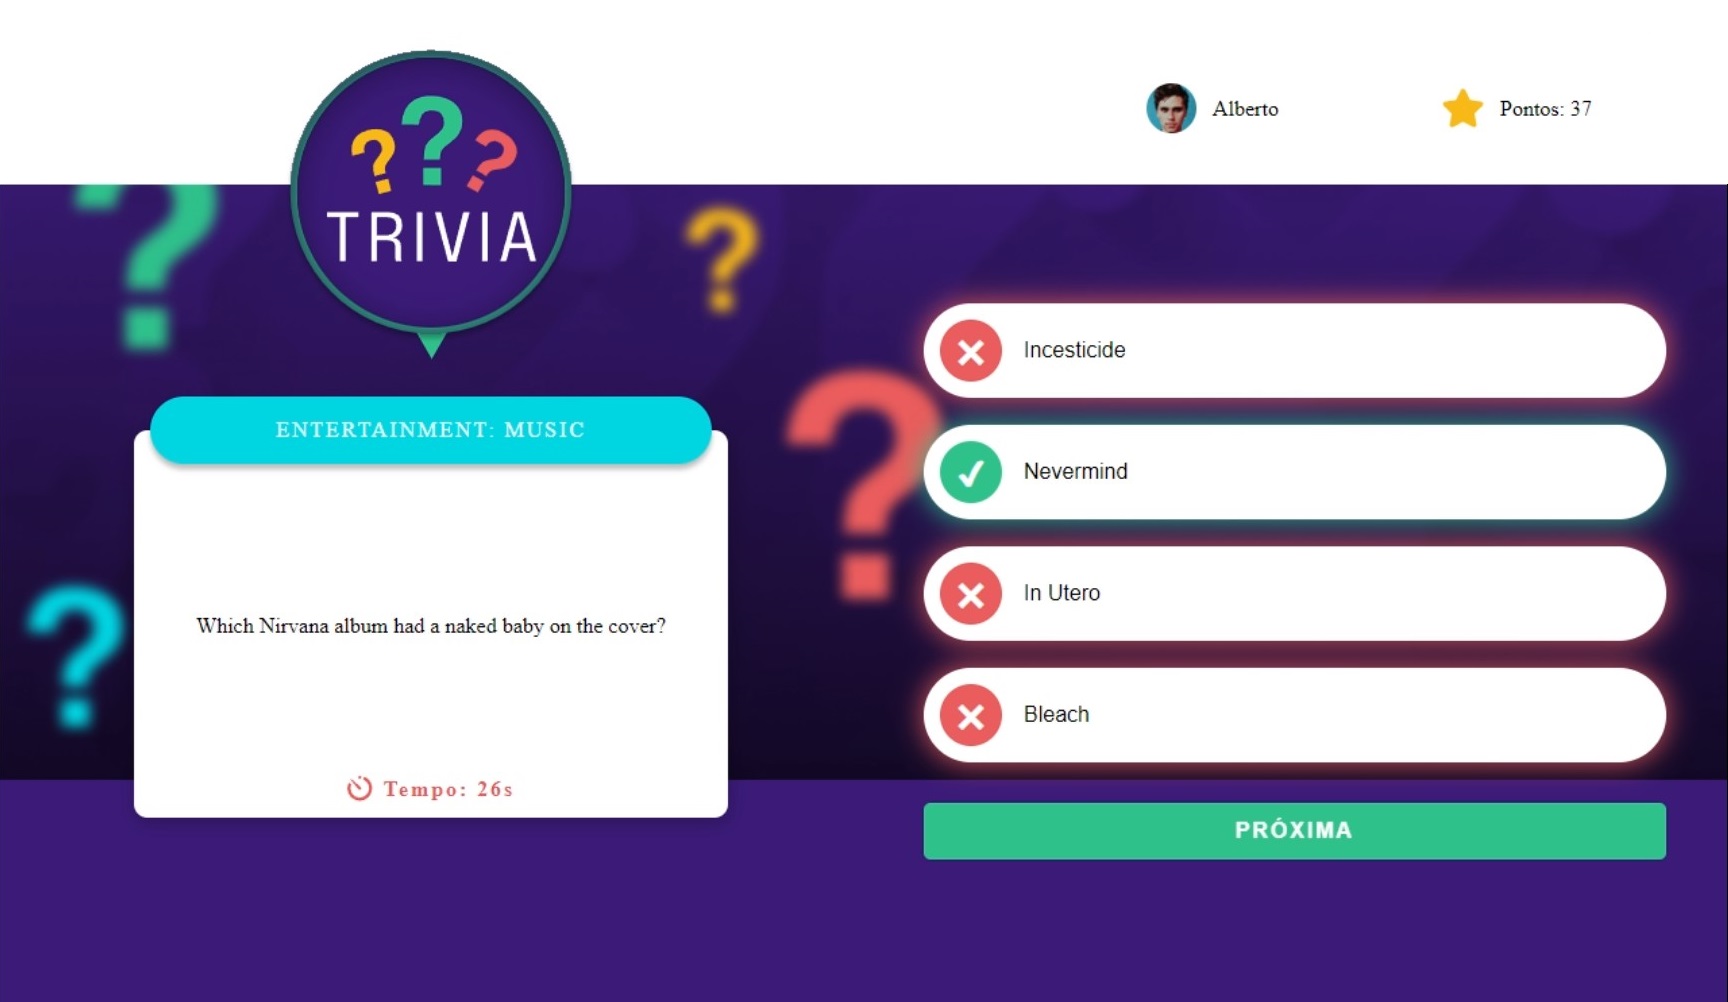 ??? 
TRIVIA
Alberto
Pontos: 37
ENTERTAINMENT: MUSIC
Which Nirvana album had a naked baby on the cover?
Tempo: 26s
Incesticide
Nevermind
In Utero
Bleach
PRÓXIMA